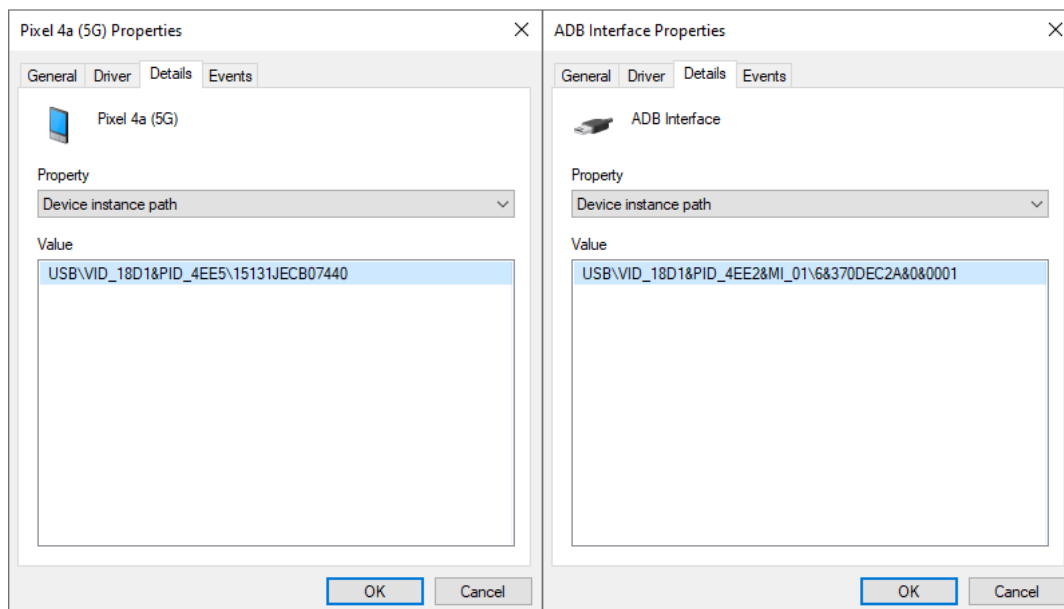 Pixel 4a (5G) Properties
General Driver Details Events
Pixel 4a (5G)
Property
Device instance path
Value
USB\VID_18D1&PID_4EE5\15131JECB07440
OK Cancel
ADB Interface Properties
General Driver Details Events
ADB Interface
Property
Device instance path
Value
USB\VID_18D1&PID_4EE2&MI_01\6&370DEC2A&0&0001
OK Cancel